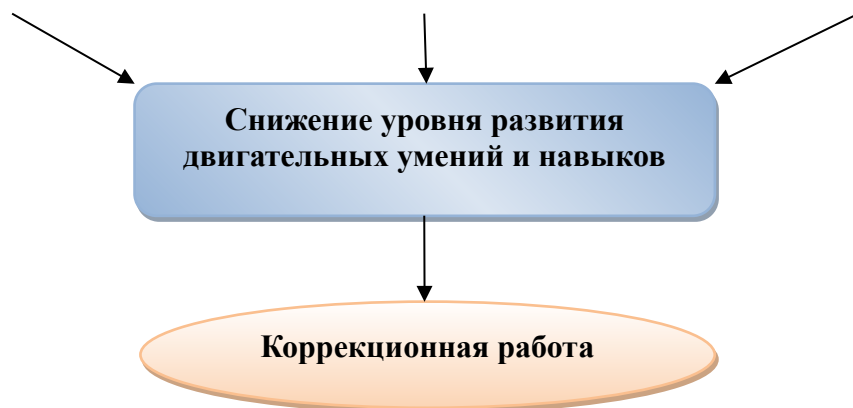 Снижение уровня развития
двигательных умений и навыков
Коррекционная работа